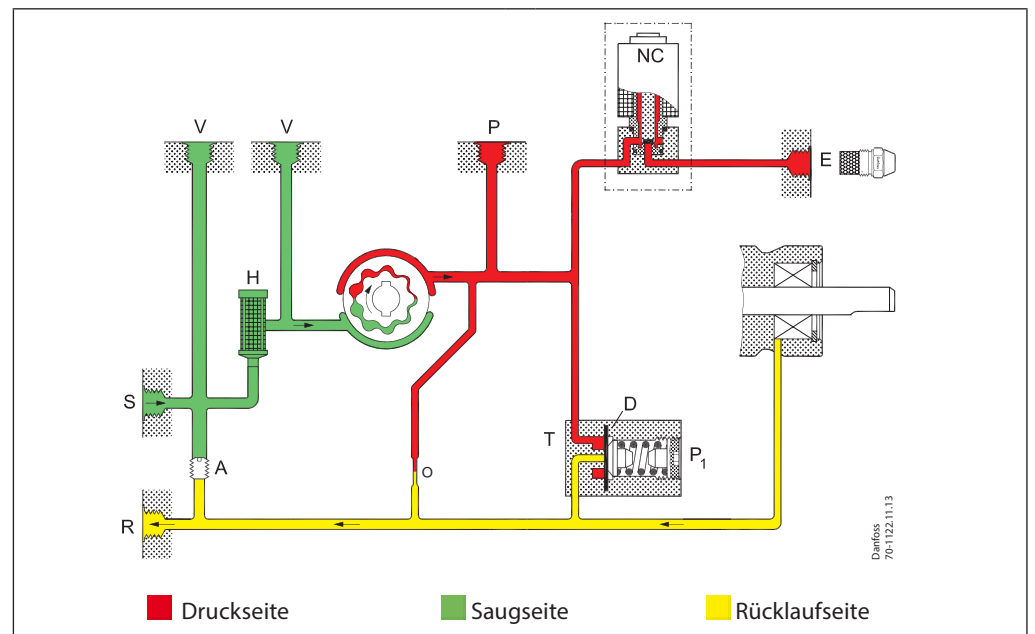 NC
V V P
E
H
S
D
T
P1
A
O
R
Danfoss
70-1122.11.13
Druckseite Saugseite Rücklaufseite